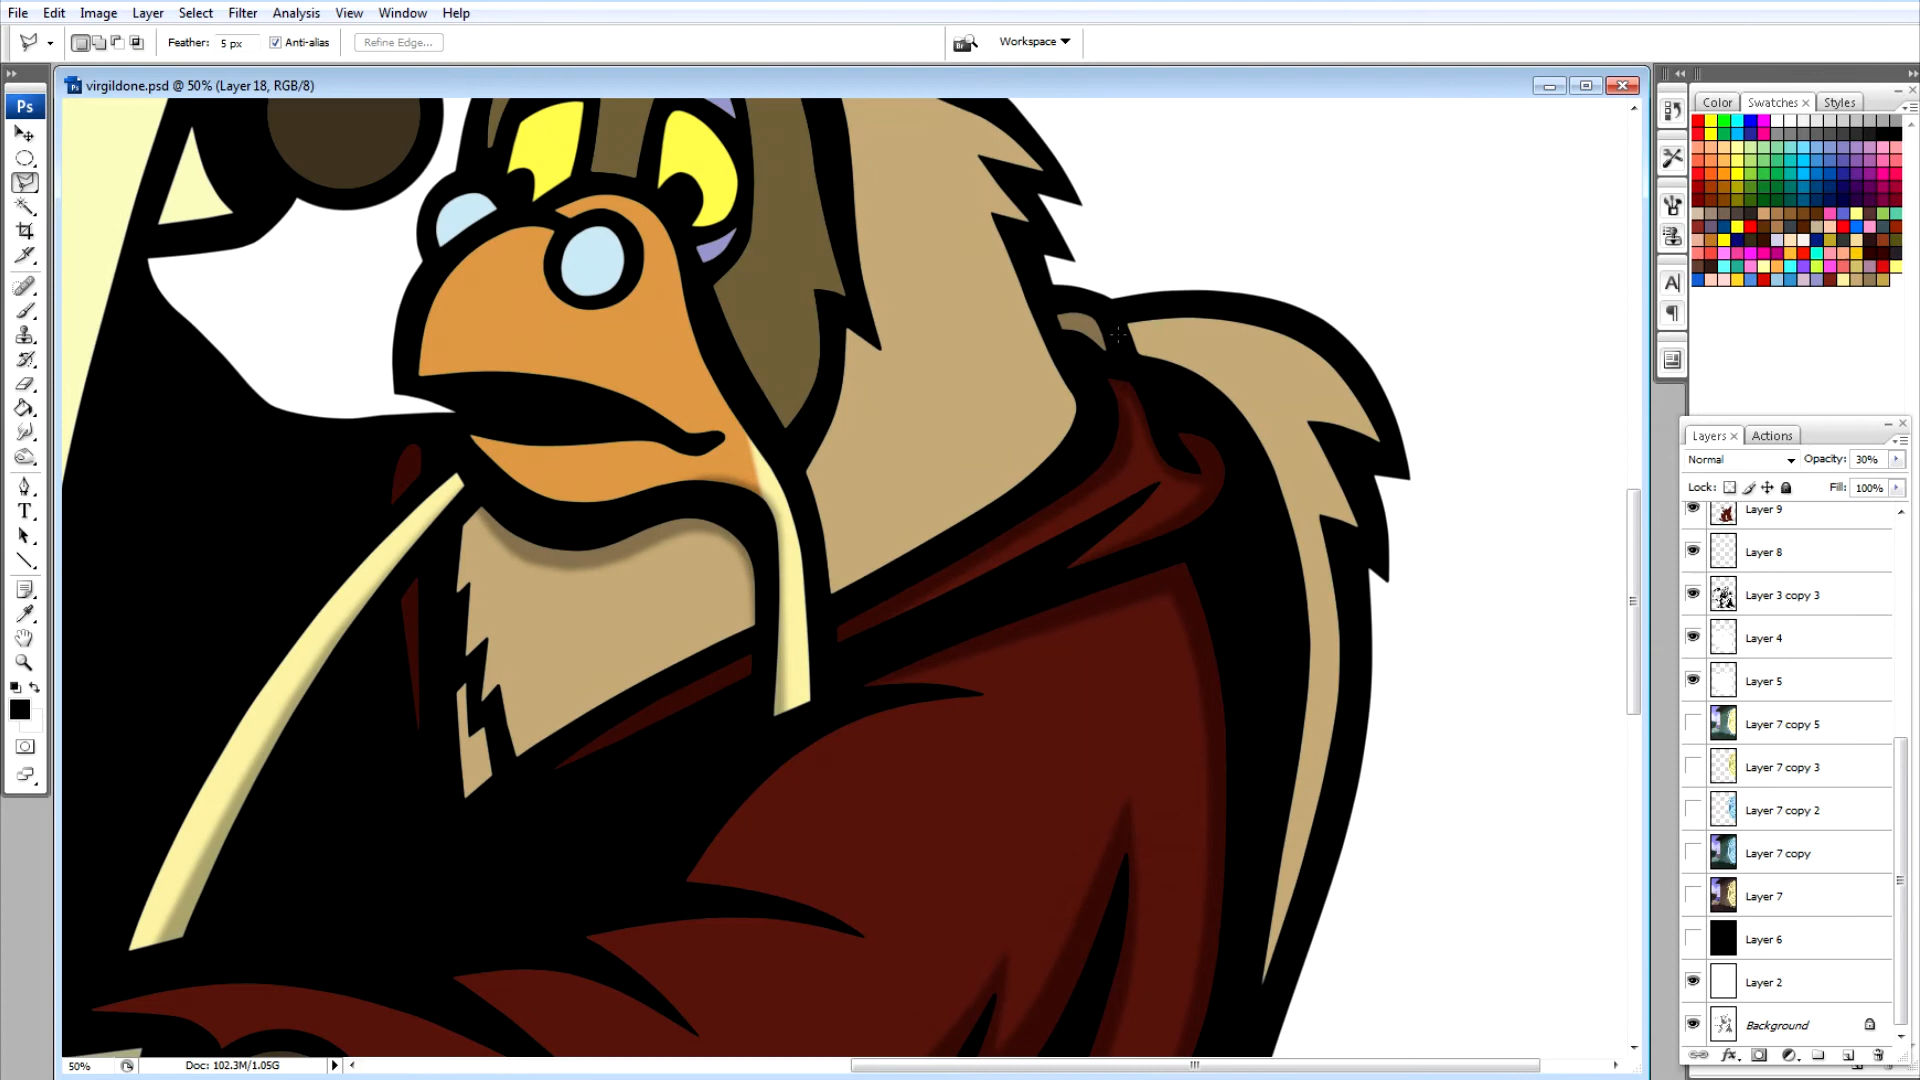 File Edit Image Layer Select Filter Analysis View Window Help
Feather: 5 px Anti-alias Refine Edge... Br Workspace
Ps virgildone.psd @ 50% (Layer 18, RGB/8)
Ps
Color Swatches Styles
Layers Actions
Normal Opacity: 30%
Lock: Fill: 100%
Layer 9
Layer 8
Layer 3 copy 3
Layer 4
Layer 5
Layer 7 copy 5
Layer 7 copy 3
Layer 7 copy 2
Layer 7 copy
Layer 7
Layer 6
Layer 2
Background
50% Doc: 102.3M/1.05G